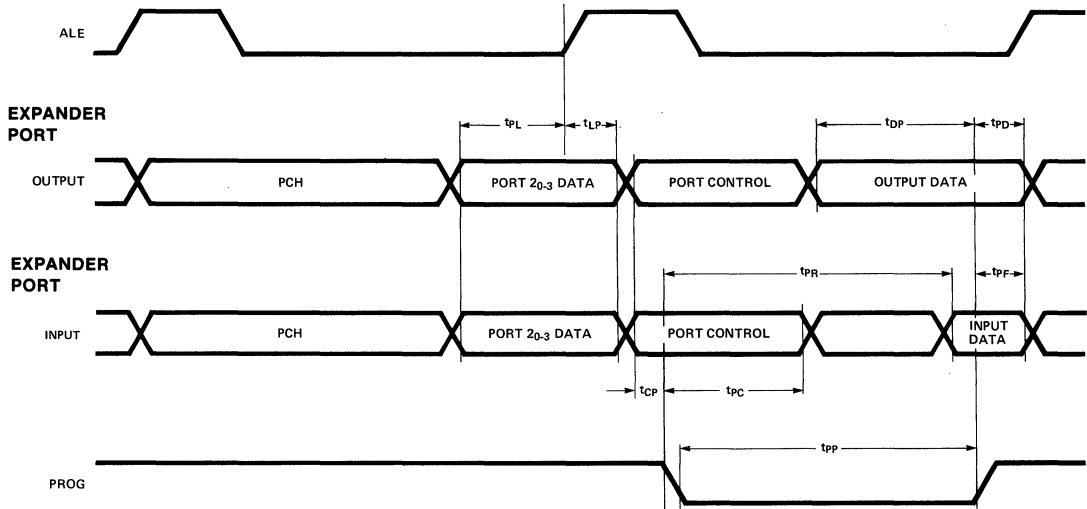 ALE
EXPANDER
PORT
tPL
tLP
tDP
tPD
OUTPUT
PCH
PORT 20-3 DATA
PORT CONTROL
OUTPUT DATA
EXPANDER
PORT
tPR
tPF
INPUT
PCH
PORT 20-3 DATA
PORT CONTROL
INPUT
DATA
tCP
tPC
tPP
PROG